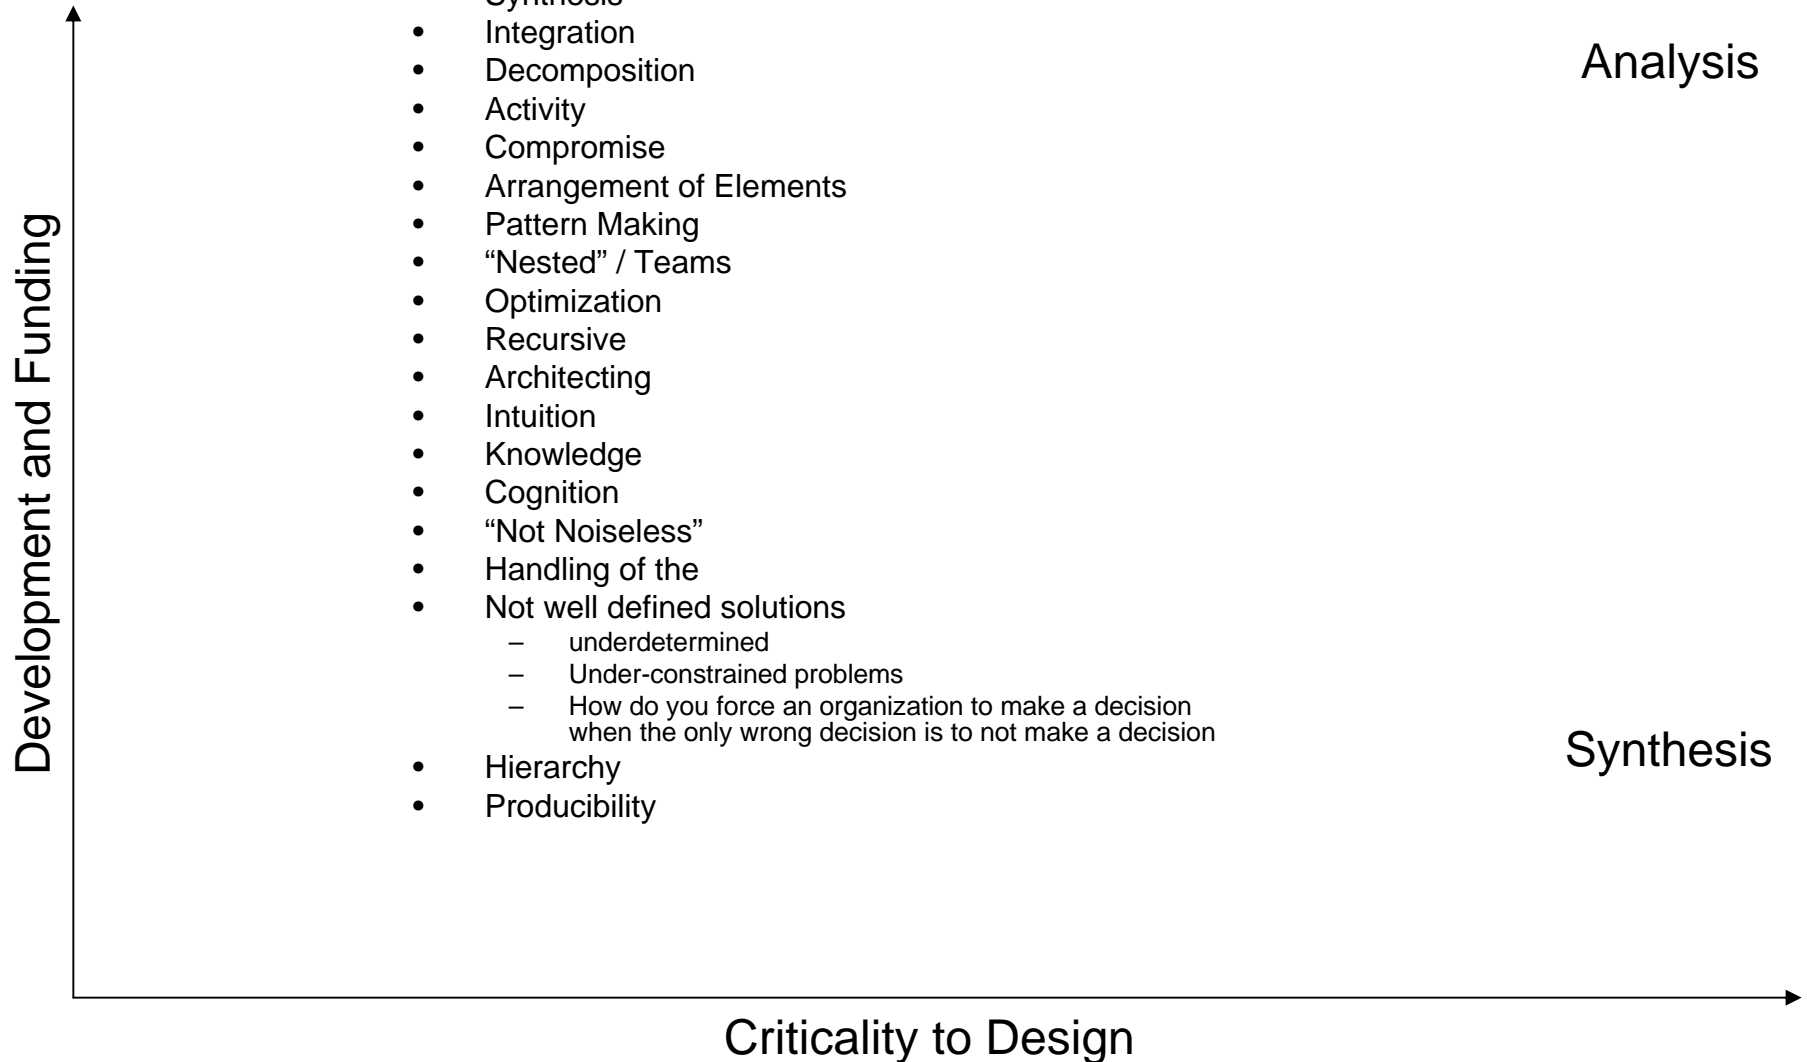 Synthesis
• Integration
• Decomposition
• Activity
• Compromise
• Arrangement of Elements
• Pattern Making
• “Nested” / Teams
• Optimization
• Recursive
• Architecting
• Intuition
• Knowledge
• Cognition
• “Not Noiseless”
• Handling of the
• Not well defined solutions
– underdetermined
– Under-constrained problems
– How do you force an organization to make a decision
when the only wrong decision is to not make a decision
• Hierarchy
• Producibility
Analysis
Synthesis
Development and Funding
Criticality to Design